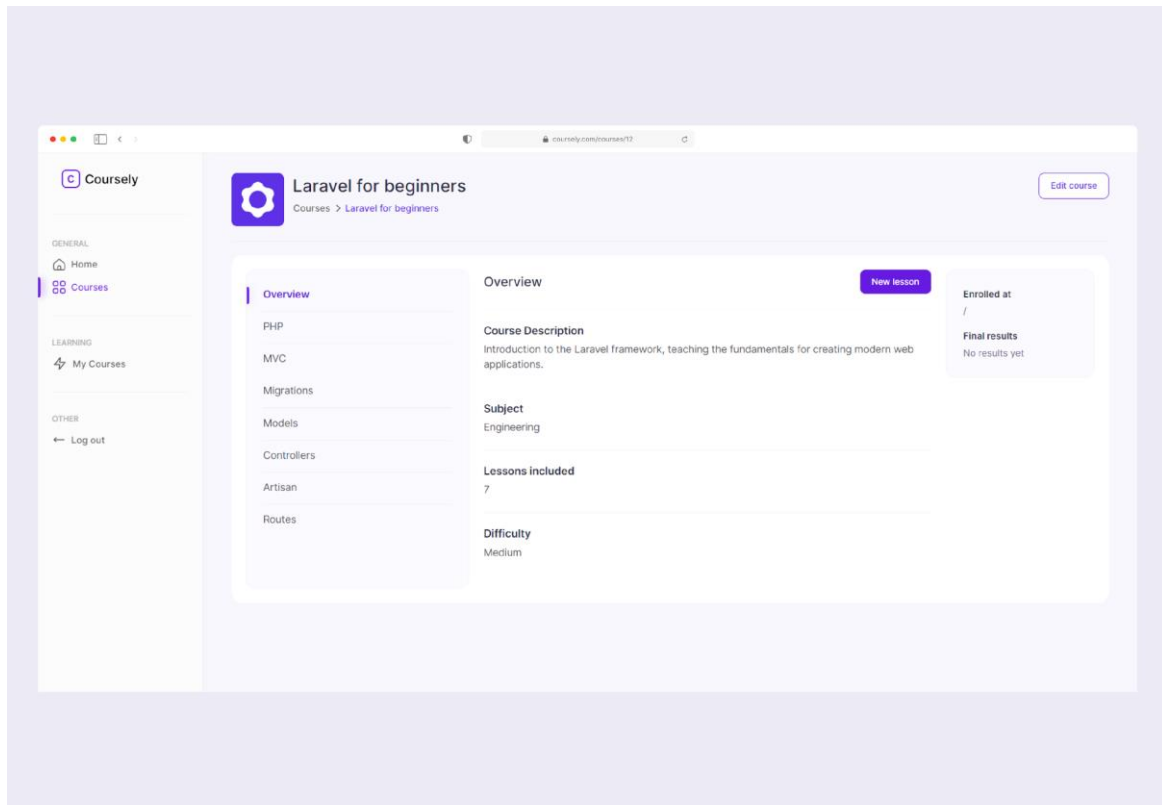 coursely.com/courses/12
C Coursely
GENERAL
Home
Courses
LEARNING
My Courses
OTHER
Log out
Laravel for beginners
Courses > Laravel for beginners
Edit course
Overview
PHP
MVC
Migrations
Models
Controllers
Artisan
Routes
Overview
New lesson
Course Description
Introduction to the Laravel framework, teaching the fundamentals for creating modern web
applications.
Subject
Engineering
Lessons included
7
Difficulty
Medium
Enrolled at
/
Final results
No results yet